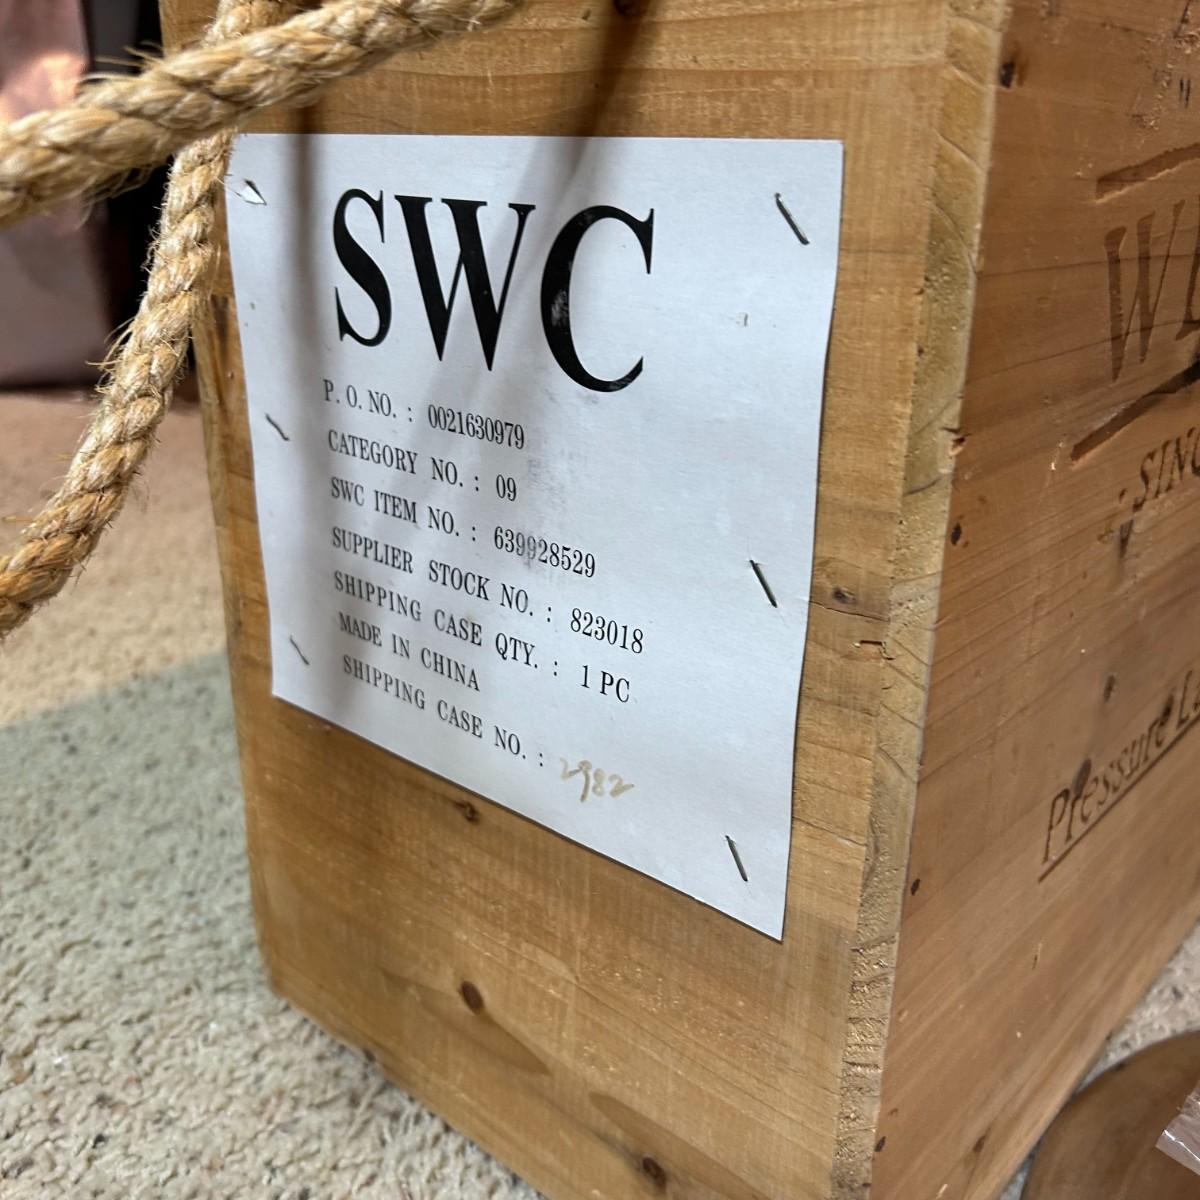 SWC
P. O. NO. : 0021630979
CATEGORY NO. : 09
SWC ITEM NO. : 639928529
SUPPLIER STOCK NO. : 823018
SHIPPING CASE QTY. : 1 PC
MADE IN CHINA
SHIPPING CASE NO. : 2982
Pressure